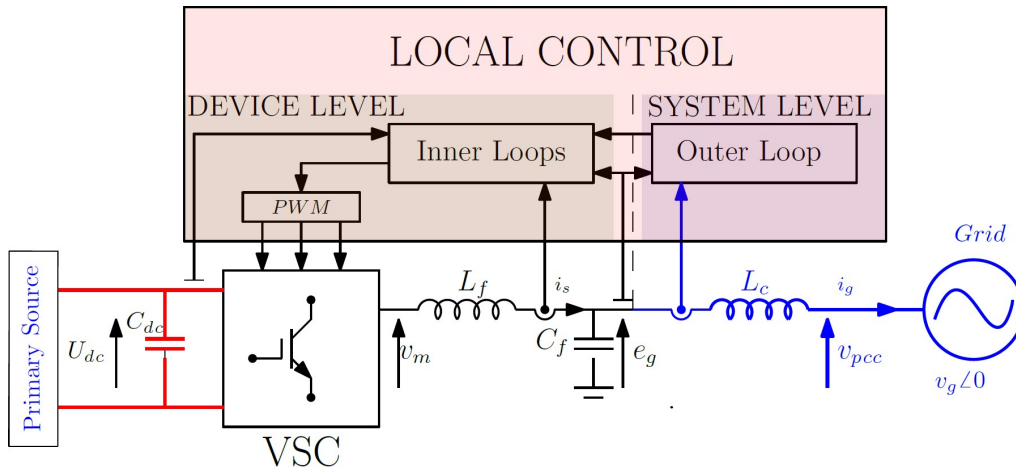 LOCAL CONTROL
DEVICE LEVEL
SYSTEM LEVEL
Inner Loops
Outer Loop
PWM
Grid
L_f
i_s
L_c
i_g
Primary Source
C_dc
U_dc
v_m
C_f
e_g
v_pcc
v_g∠0
VSC